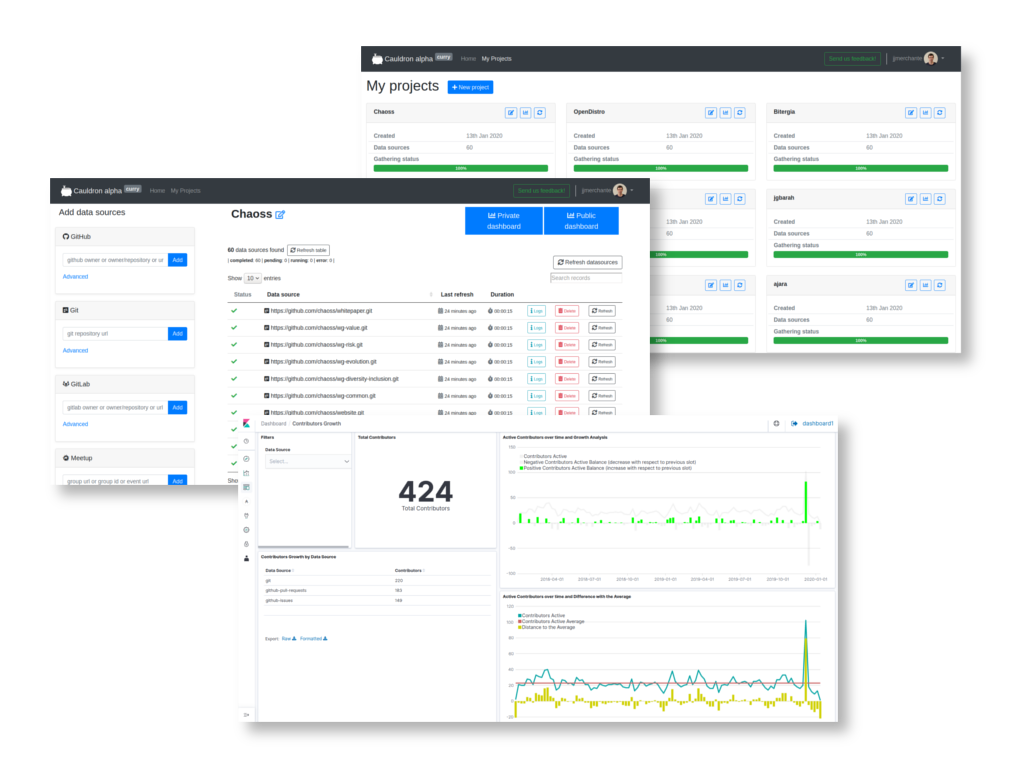 Cauldron alpha curry Home My Projects Send us feedback! jjmerchante
My projects + New project
Chaoss OpenDistro Bitergia
Created 13th Jan 2020 Created 13th Jan 2020 Created 13th Jan 2020
Data sources 60 Data sources 60 Data sources 60
Gathering status Gathering status Gathering status
100% 100% 100%
jgbarah
13th Jan 2020 Created 13th Jan 2020
60 Data sources 60
Gathering status
100% 100%
ajara
13th Jan 2020 Created 13th Jan 2020
60 Data sources 60
Gathering status
100% 100%
Cauldron alpha curry Home My Projects Send us feedback! jjmerchante
Add data sources
GitHub
github owner or owner/repository or url Add
Advanced
Git
git repository url Add
Advanced
GitLab
gitlab owner or owner/repository or url Add
Advanced
Meetup
group url or group id or event url Add
Chaoss
Private dashboard
Public dashboard
60 data sources found Refresh table
| completed: 60 | pending: 0 | running: 0 | error: 0 |
Refresh datasources
Show 10 entries Search records
Status Data source Last refresh Duration
https://github.com/chaoss/whitepaper.git 24 minutes ago 00:00:15 Logs Delete Refresh
https://github.com/chaoss/wg-value.git 24 minutes ago 00:00:15 Logs Delete Refresh
https://github.com/chaoss/wg-risk.git 24 minutes ago 00:00:15 Logs Delete Refresh
https://github.com/chaoss/wg-evolution.git 24 minutes ago 00:00:15 Logs Delete Refresh
https://github.com/chaoss/wg-diversity-inclusion.git 24 minutes ago 00:00:15 Logs Delete Refresh
https://github.com/chaoss/wg-common.git 24 minutes ago 00:00:15 Logs Delete Refresh
https://github.com/chaoss/website.git 24 minutes ago 00:00:15 Logs Delete Refresh
Sho
Dashboard Contributors Growth dashboard1
Filters
Data Source
Select...
Total Contributors
424
Total Contributors
Contributors Growth by Data Source
Data Source Contributors
git 220
github-pull-requests 163
github-issues 146
Export: Raw Formatted
Active Contributors over time and Growth Analysis
Contributors Active
Negative Contributors Active Balance (decrease with respect to previous slot)
Positive Contributors Active Balance (increase with respect to previous slot)
150
100
50
0
-50
-100
2018-04-01 2018-07-01 2018-10-01 2019-01-01 2019-04-01 2019-07-01 2019-10-01 2020-01-01
Active Contributors over time and Difference with the Average
Contributors Active
Contributors Active Average
Distance to the Average
120
100
80
60
40
20
0
-20